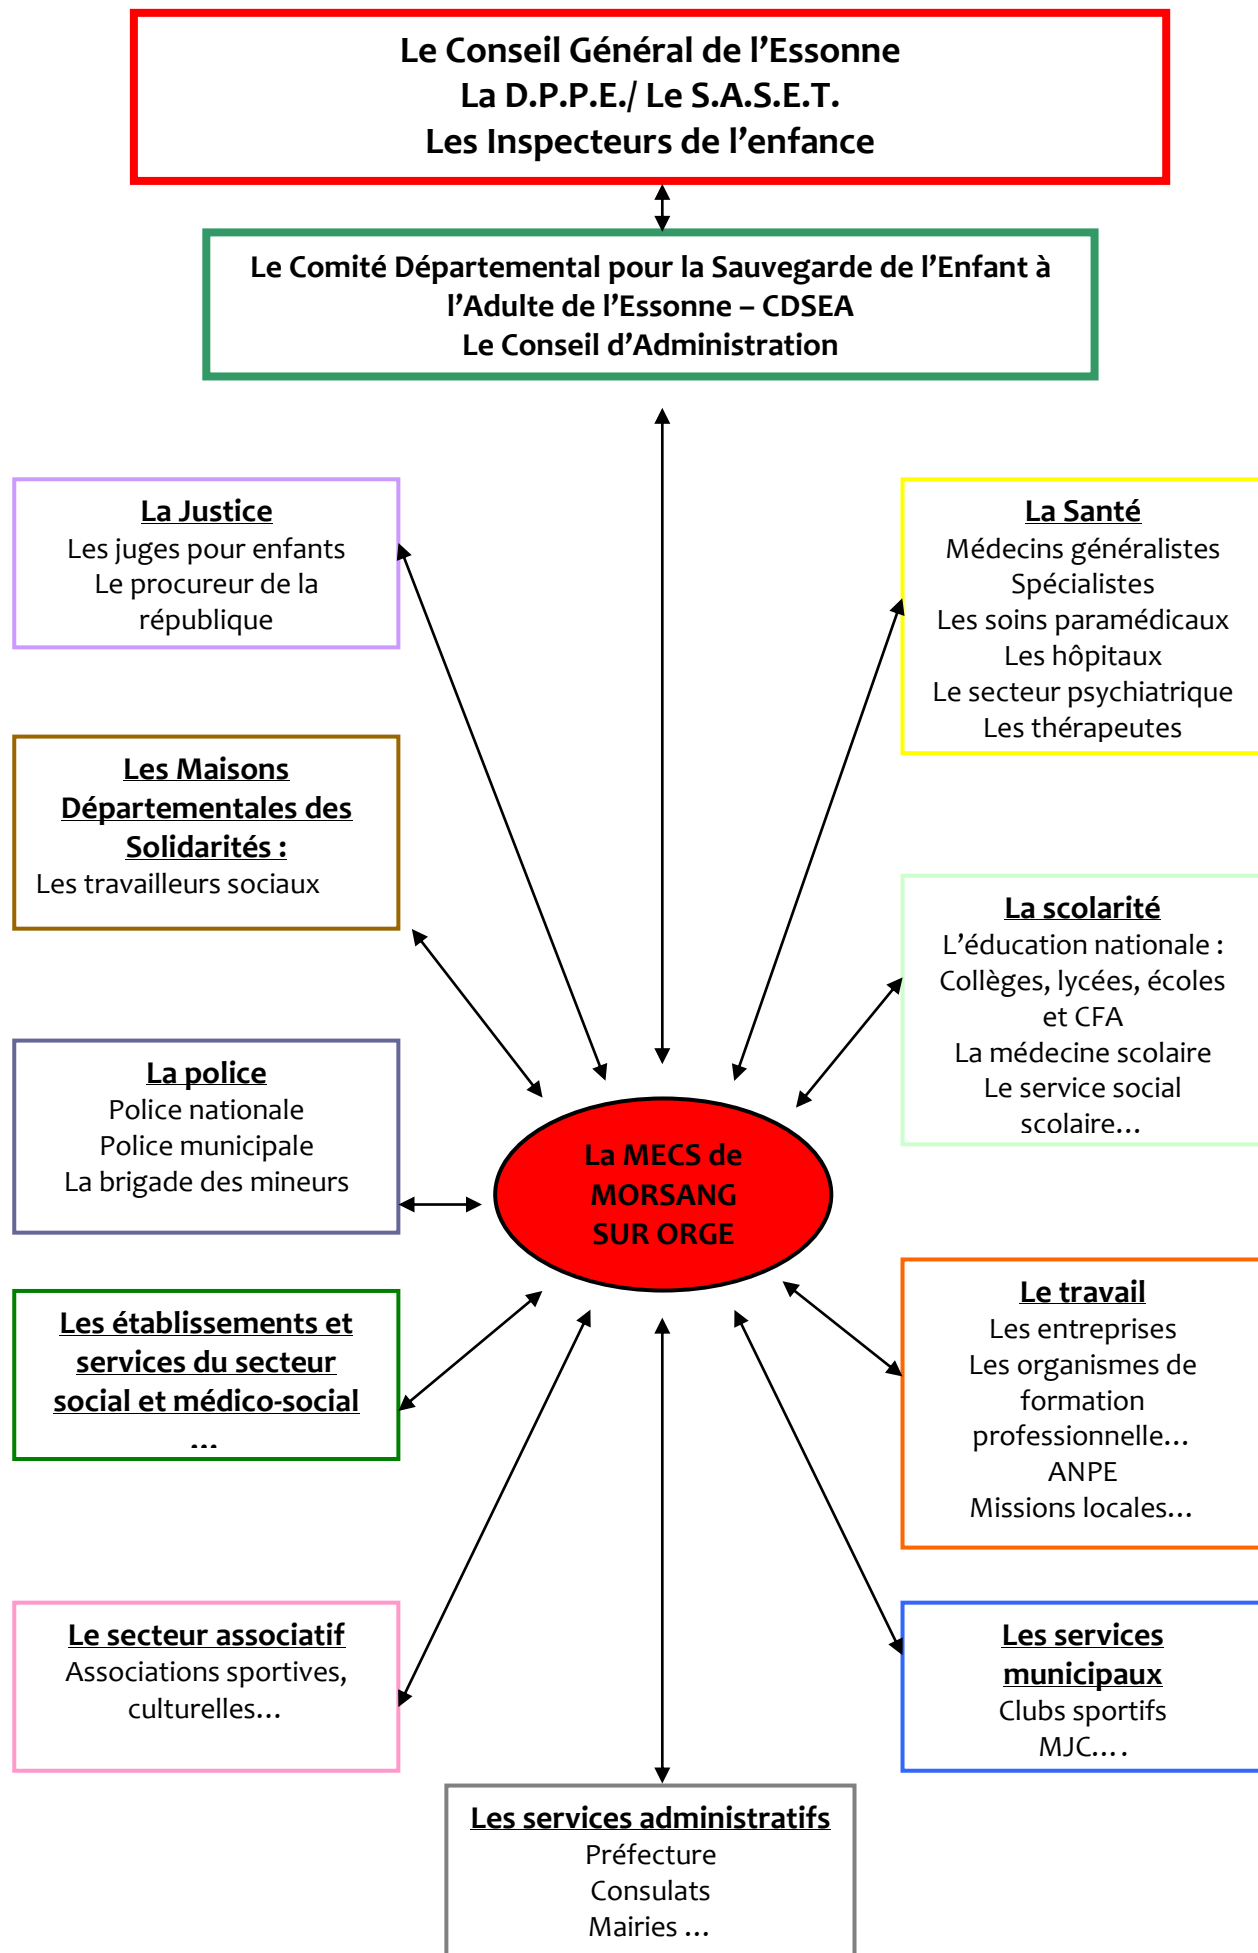 Le Conseil Général de l’Essonne
La D.P.P.E./ Le S.A.S.E.T.
Les Inspecteurs de l’enfance
Le Comité Départemental pour la Sauvegarde de l’Enfant à
l’Adulte de l’Essonne – CDSEA
Le Conseil d’Administration
La Justice
Les juges pour enfants
Le procureur de la
république
La Santé
Médecins généralistes
Spécialistes
Les soins paramédicaux
Les hôpitaux
Le secteur psychiatrique
Les thérapeutes
Les Maisons
Départementales des
Solidarités :
Les travailleurs sociaux
La scolarité
L’éducation nationale :
Collèges, lycées, écoles
et CFA
La médecine scolaire
Le service social
scolaire…
La police
Police nationale
Police municipale
La brigade des mineurs
La MECS de
MORSANG
SUR ORGE
Les établissements et
services du secteur
social et médico-social
…
Le travail
Les entreprises
Les organismes de
formation
professionnelle…
ANPE
Missions locales…
Le secteur associatif
Associations sportives,
culturelles…
Les services
municipaux
Clubs sportifs
MJC… .
Les services administratifs
Préfecture
Consulats
Mairies …